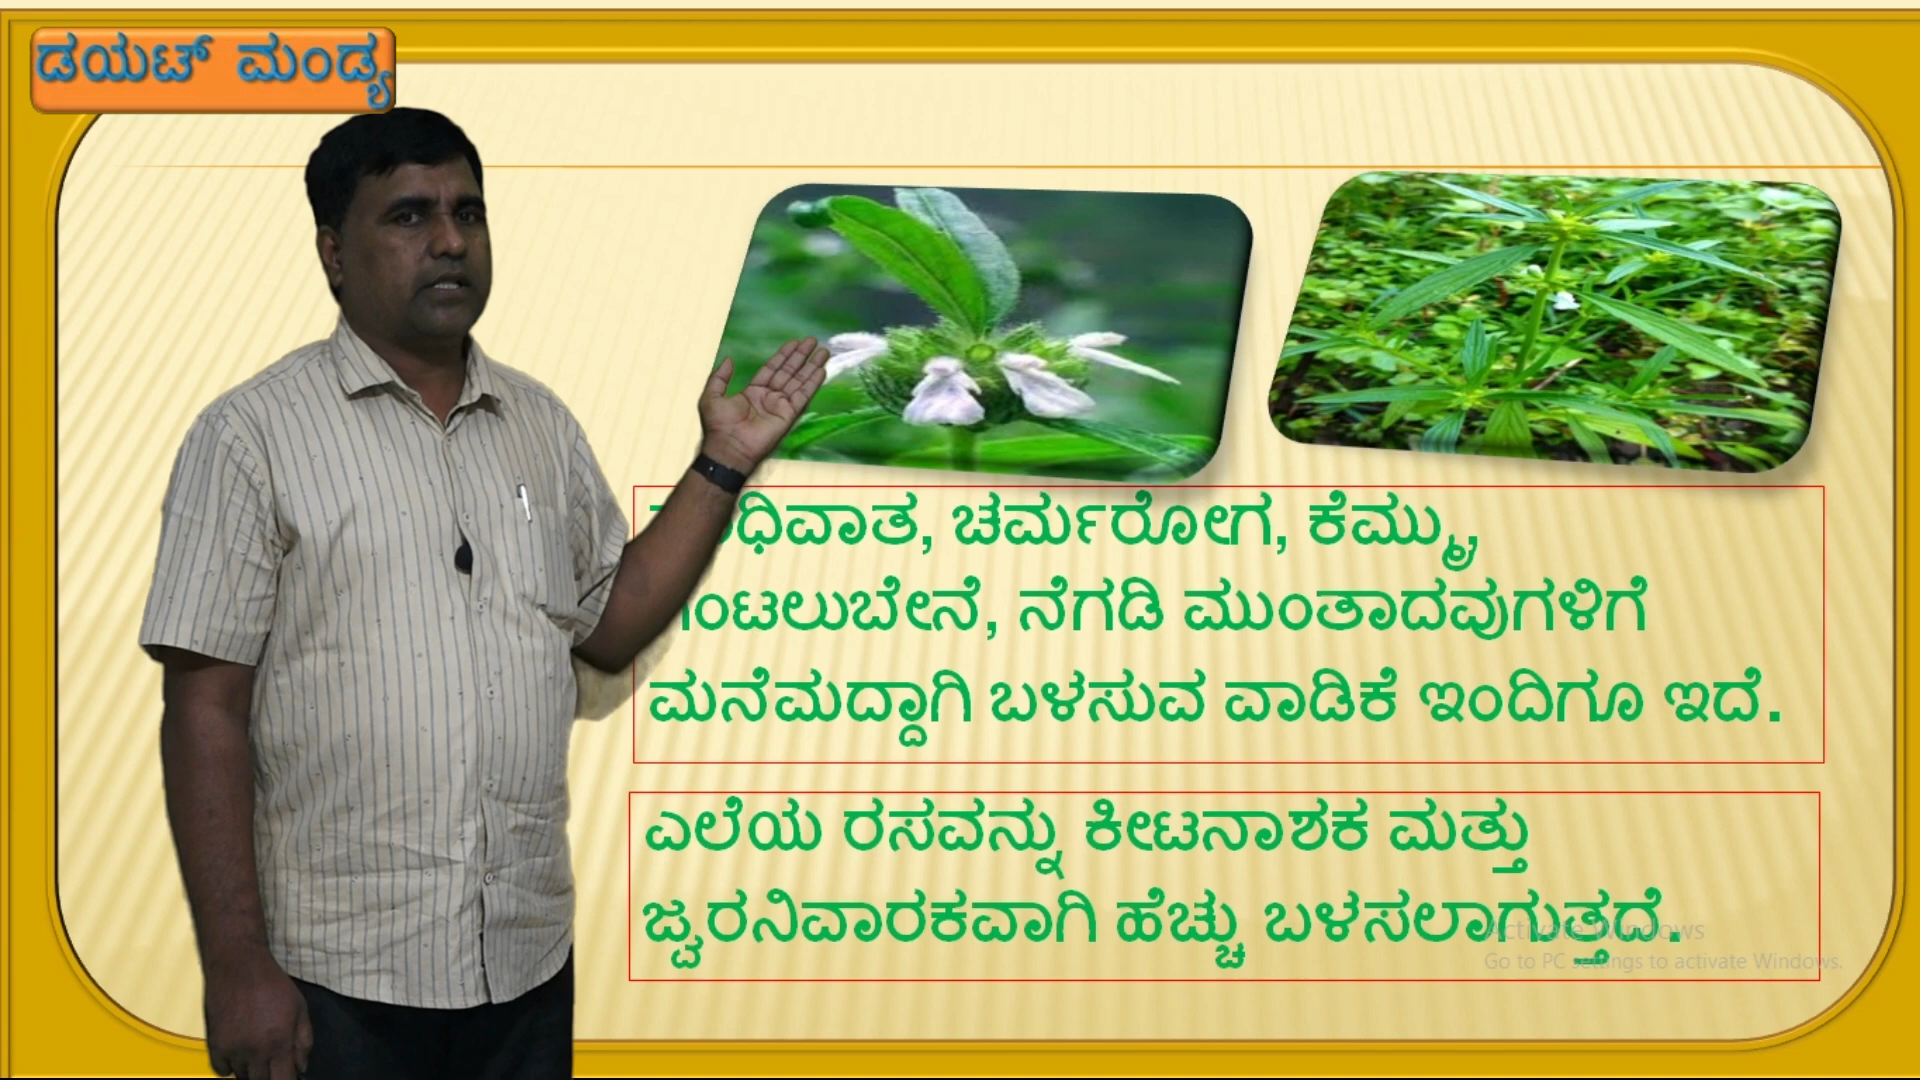 ಡಯಟ್ ಮಂಡ್ಯ
ಚರ್ಮರೋಗ, ಕೆಮ್ಮು,
ನೆಗಡಿ ಮುಂತಾದವುಗಳಿಗೆ
ಮನೆಮದ್ದಾಗಿ ಬಳಸುವ ವಾಡಿಕೆ ಇಂದಿಗೂ ಇದೆ.
ಎಲೆಯ ರಸವನ್ನು ಕೀಟನಾಶಕ ಮತ್ತು
ಜ್ವರನಿವಾರಕವಾಗಿ ಹೆಚ್ಚು ಬಳಸಲಾಗುತ್ತದೆ.
Activate Windows
Go to PC settings to activate Windows.